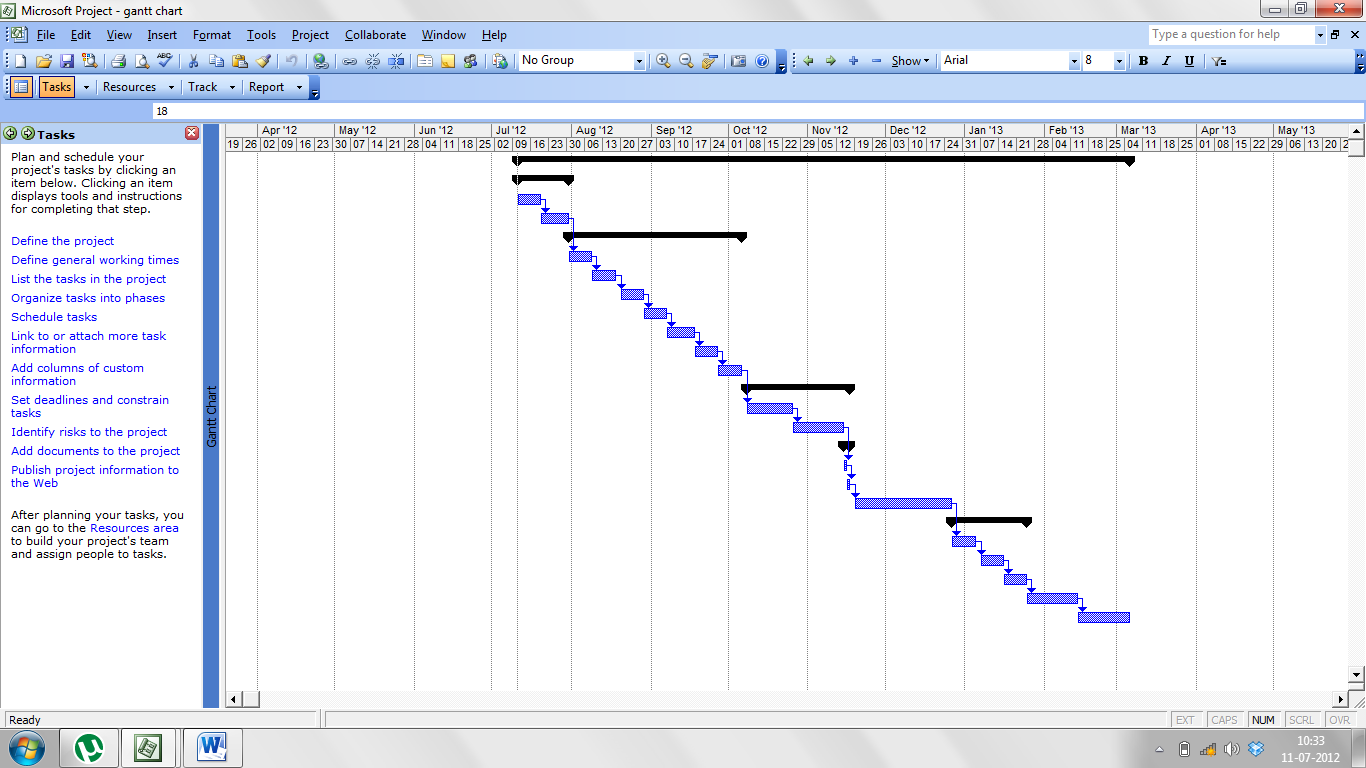 Microsoft Project - gantt chart
File Edit View Insert Format Tools Project Collaborate Window Help
Type a question for help
No Group
Show
Arial
8
B I U
Tasks Resources Track Report
18
Tasks
Plan and schedule your
project's tasks by clicking an
item below. Clicking an item
displays tools and instructions
for completing that step.
Define the project
Define general working times
List the tasks in the project
Organize tasks into phases
Schedule tasks
Link to or attach more task
information
Add columns of custom
information
Set deadlines and constrain
tasks
Identify risks to the project
Add documents to the project
Publish project information to
the Web
After planning your tasks, you
can go to the Resources area
to build your project's team
and assign people to tasks.
Gantt Chart
Apr '12 May '12 Jun '12 Jul '12 Aug '12 Sep '12 Oct '12 Nov '12 Dec '12 Jan '13 Feb '13 Mar '13 Apr '13 May '13
19 26 02 09 16 23 30 07 14 21 28 04 11 18 25 02 09 16 23 30 06 13 20 27 03 10 17 24 01 08 15 22 29 05 12 19 26 03 10 17 24 31 07 14 21 28 04 11 18 25 04 11 18 25 01 08 15 22 29 06 13 20
Ready
EXT CAPS NUM SCRL OVR
10:33
11-07-2012